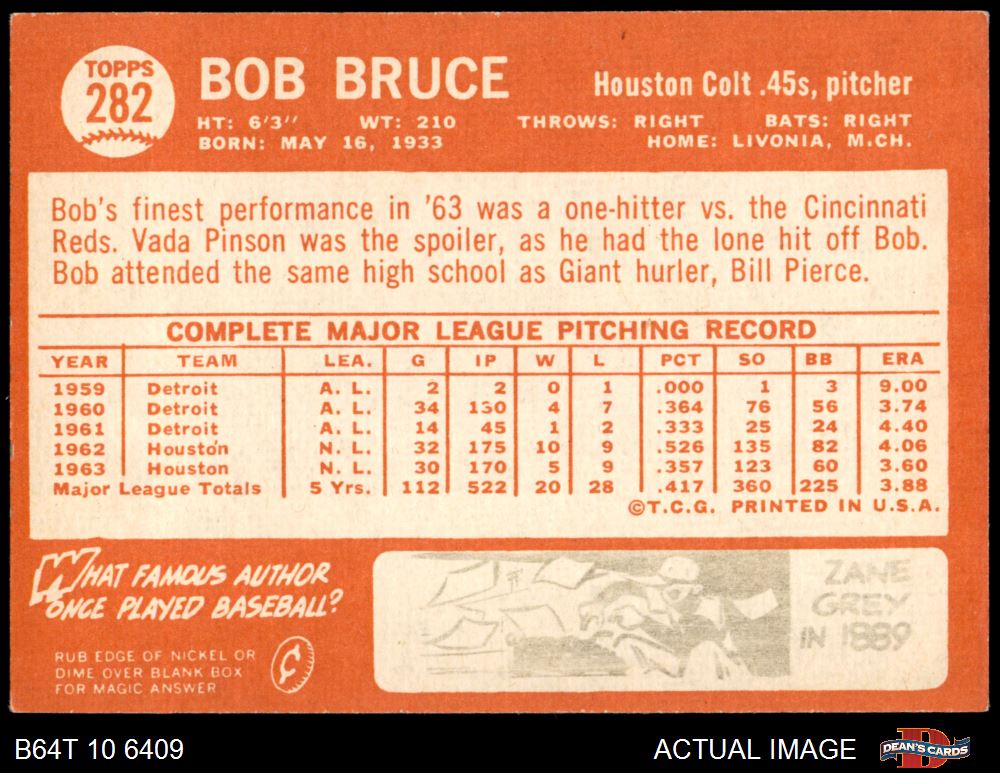 TOPPS
282
BOB BRUCE
Houston Colt .45s, pitcher
HT: 6'3" WT: 210 THROWS: RIGHT BATS: RIGHT
BORN: MAY 16, 1933 HOME: LIVONIA, M.CH.
Bob's finest performance in '63 was a one-hitter vs. the Cincinnati
Reds. Vada Pinson was the spoiler, as he had the lone hit off Bob.
Bob attended the same high school as Giant hurler, Bill Pierce.
COMPLETE MAJOR LEAGUE PITCHING RECORD
YEAR TEAM LEA. G IP W L PCT SO BB ERA
1959 Detroit A. L. 2 2 0 1 .000 1 3 9.00
1960 Detroit A. L. 34 130 4 7 .364 76 56 3.74
1961 Detroit A. L. 14 45 1 2 .333 25 24 4.40
1962 Houston N. L. 32 175 10 9 .526 135 82 4.06
1963 Houston N. L. 30 170 5 9 .357 123 60 3.60
Major League Totals 5 Yrs. 112 522 20 28 .417 360 225 3.88
©T.C.G. PRINTED IN U.S.A.
WHAT FAMOUS AUTHOR
ONCE PLAYED BASEBALL?
RUB EDGE OF NICKEL OR
DIME OVER BLANK BOX
FOR MAGIC ANSWER
¢
ZANE
GREY
IN 1889
B64T 10 6409
ACTUAL IMAGE
DEAN'S CARDS